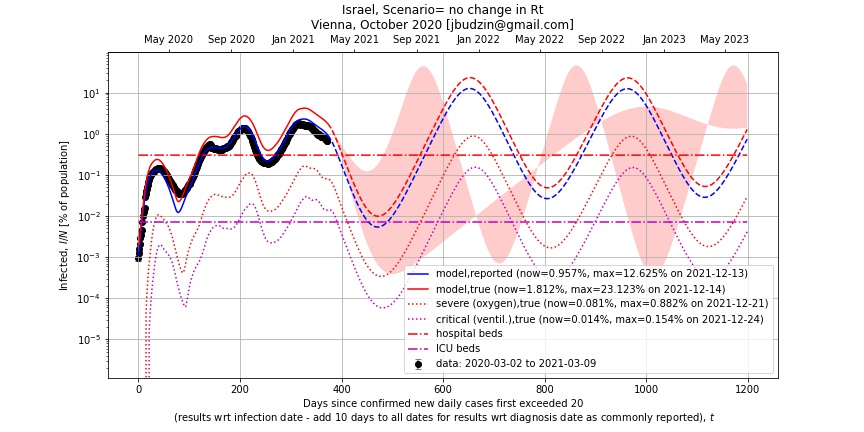 Israel, Scenario= no change in Rt
Vienna, October 2020 [jbudzin@gmail.com]
May 2020 Sep 2020 Jan 2021 May 2021 Sep 2021 Jan 2022 May 2022 Sep 2022 Jan 2023 May 2023
Infected, I/N [% of population]
10¹
10⁰
10⁻¹
10⁻²
10⁻³
10⁻⁴
10⁻⁵
model,reported (now=0.957%, max=12.625% on 2021-12-13)
model,true (now=1.812%, max=23.123% on 2021-12-14)
severe (oxygen),true (now=0.081%, max=0.882% on 2021-12-21)
critical (ventil.),true (now=0.014%, max=0.154% on 2021-12-24)
hospital beds
ICU beds
data: 2020-03-02 to 2021-03-09
0 200 400 600 800 1000 1200
Days since confirmed new daily cases first exceeded 20
(results wrt infection date - add 10 days to all dates for results wrt diagnosis date as commonly reported), t